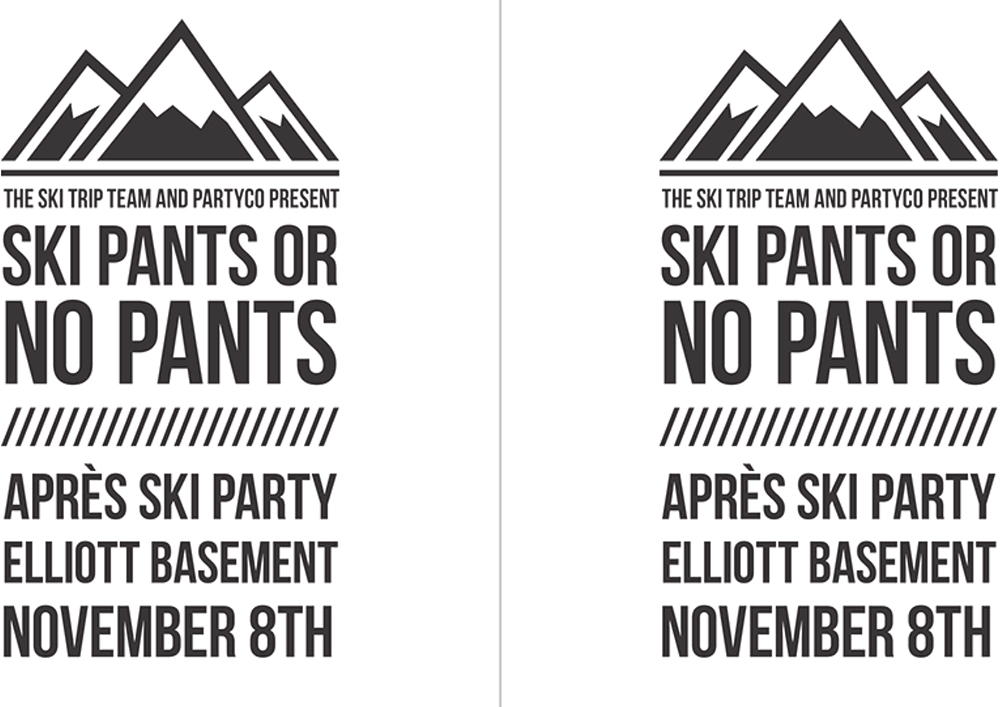 THE SKI TRIP TEAM AND PARTYCO PRESENT
SKI PANTS OR
NO PANTS
APRÈS SKI PARTY
ELLIOTT BASEMENT
NOVEMBER 8TH
THE SKI TRIP TEAM AND PARTYCO PRESENT
SKI PANTS OR
NO PANTS
APRÈS SKI PARTY
ELLIOTT BASEMENT
NOVEMBER 8TH